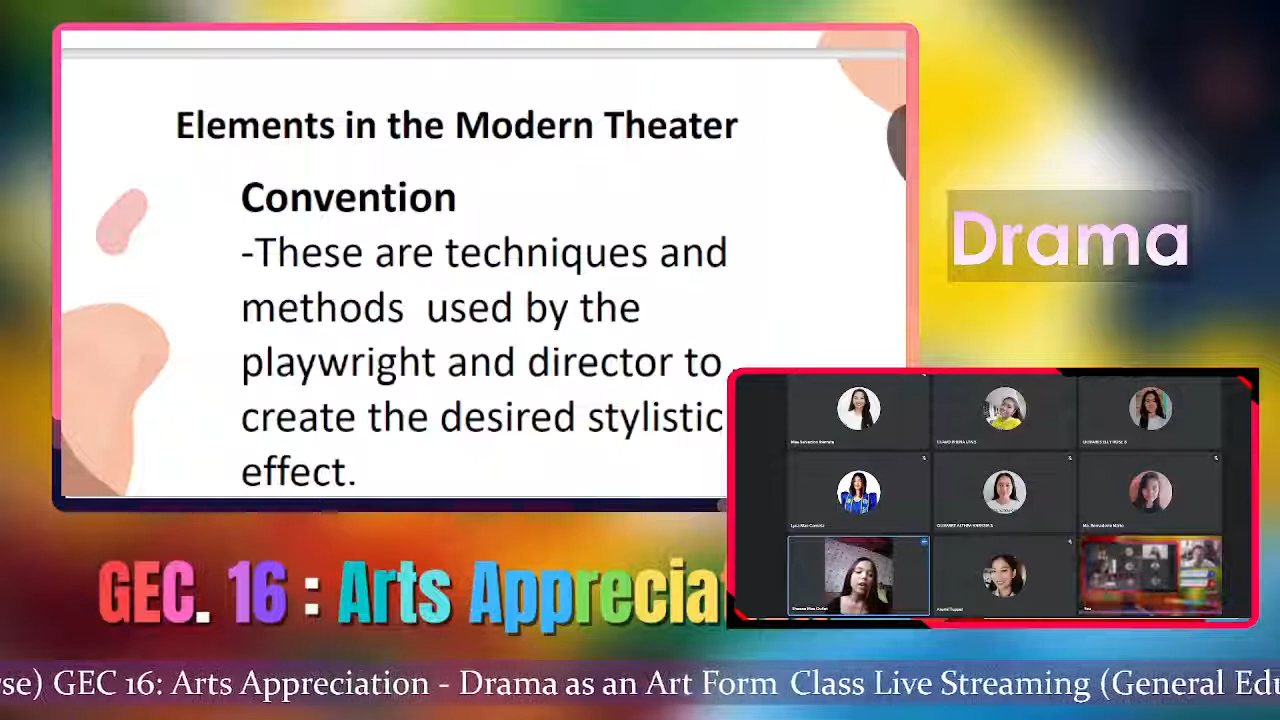 Elements in the Modern Theater
Convention
-These are techniques and
methods used by the
playwright and director to
create the desired stylistic
effect.
Drama
GEC. 16 : Arts Apprecia
se) GEC 16: Arts Appreciation - Drama as an Art Form Class Live Streaming (General Edu